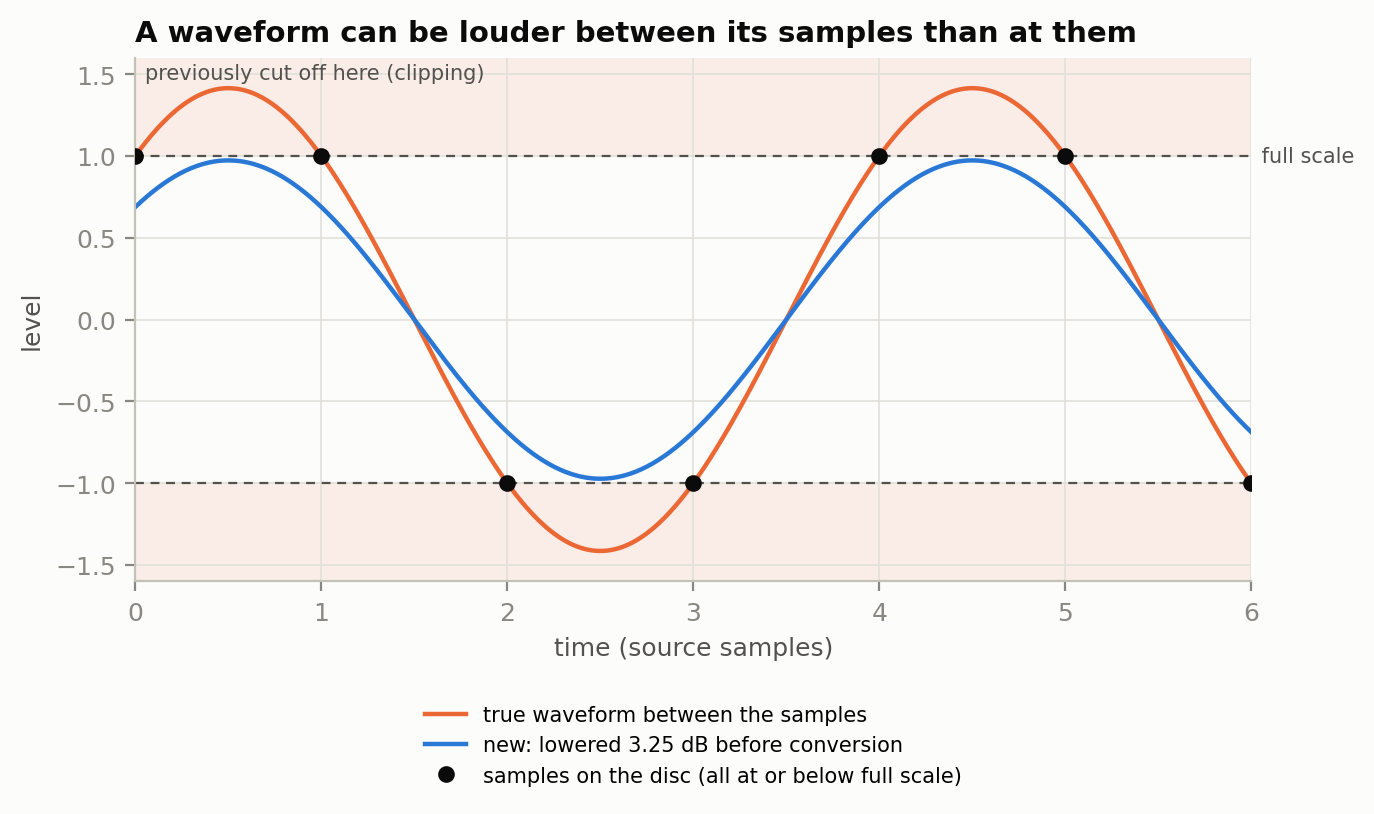 A waveform can be louder between its samples than at them
previously cut off here (clipping)
1.5
1.0
0.5
0.0
−0.5
−1.0
−1.5
level
full scale
0 1 2 3 4 5 6
time (source samples)
true waveform between the samples
new: lowered 3.25 dB before conversion
samples on the disc (all at or below full scale)